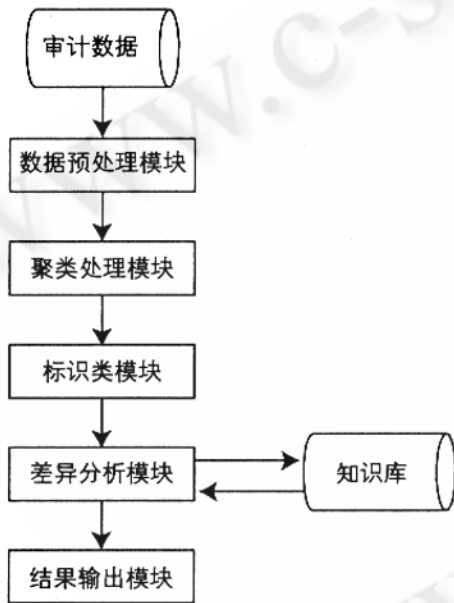 审计数据
数据预处理模块
聚类处理模块
标识类模块
差异分析模块
知识库
结果输出模块
www.c-s